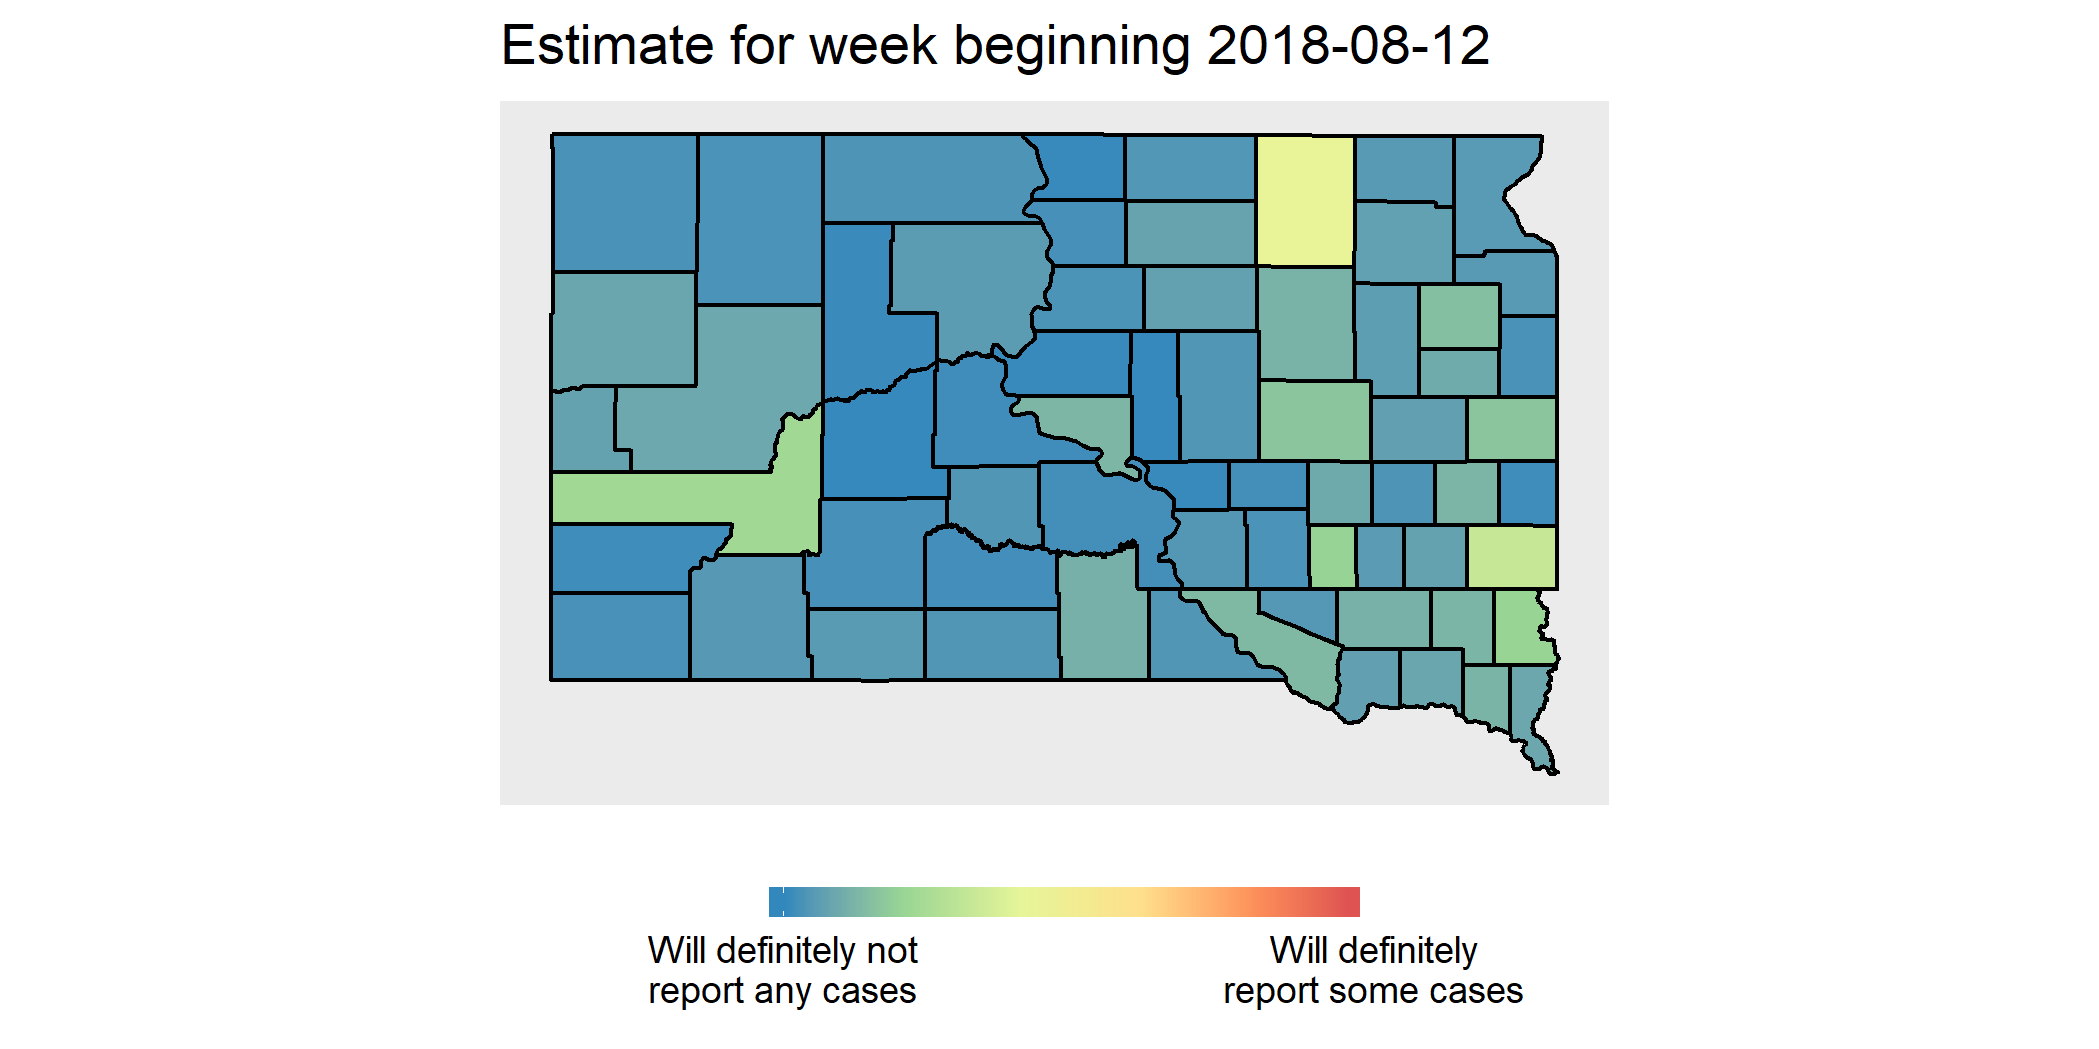 Estimate for week beginning 2018-08-12
Will definitely not
report any cases
Will definitely
report some cases